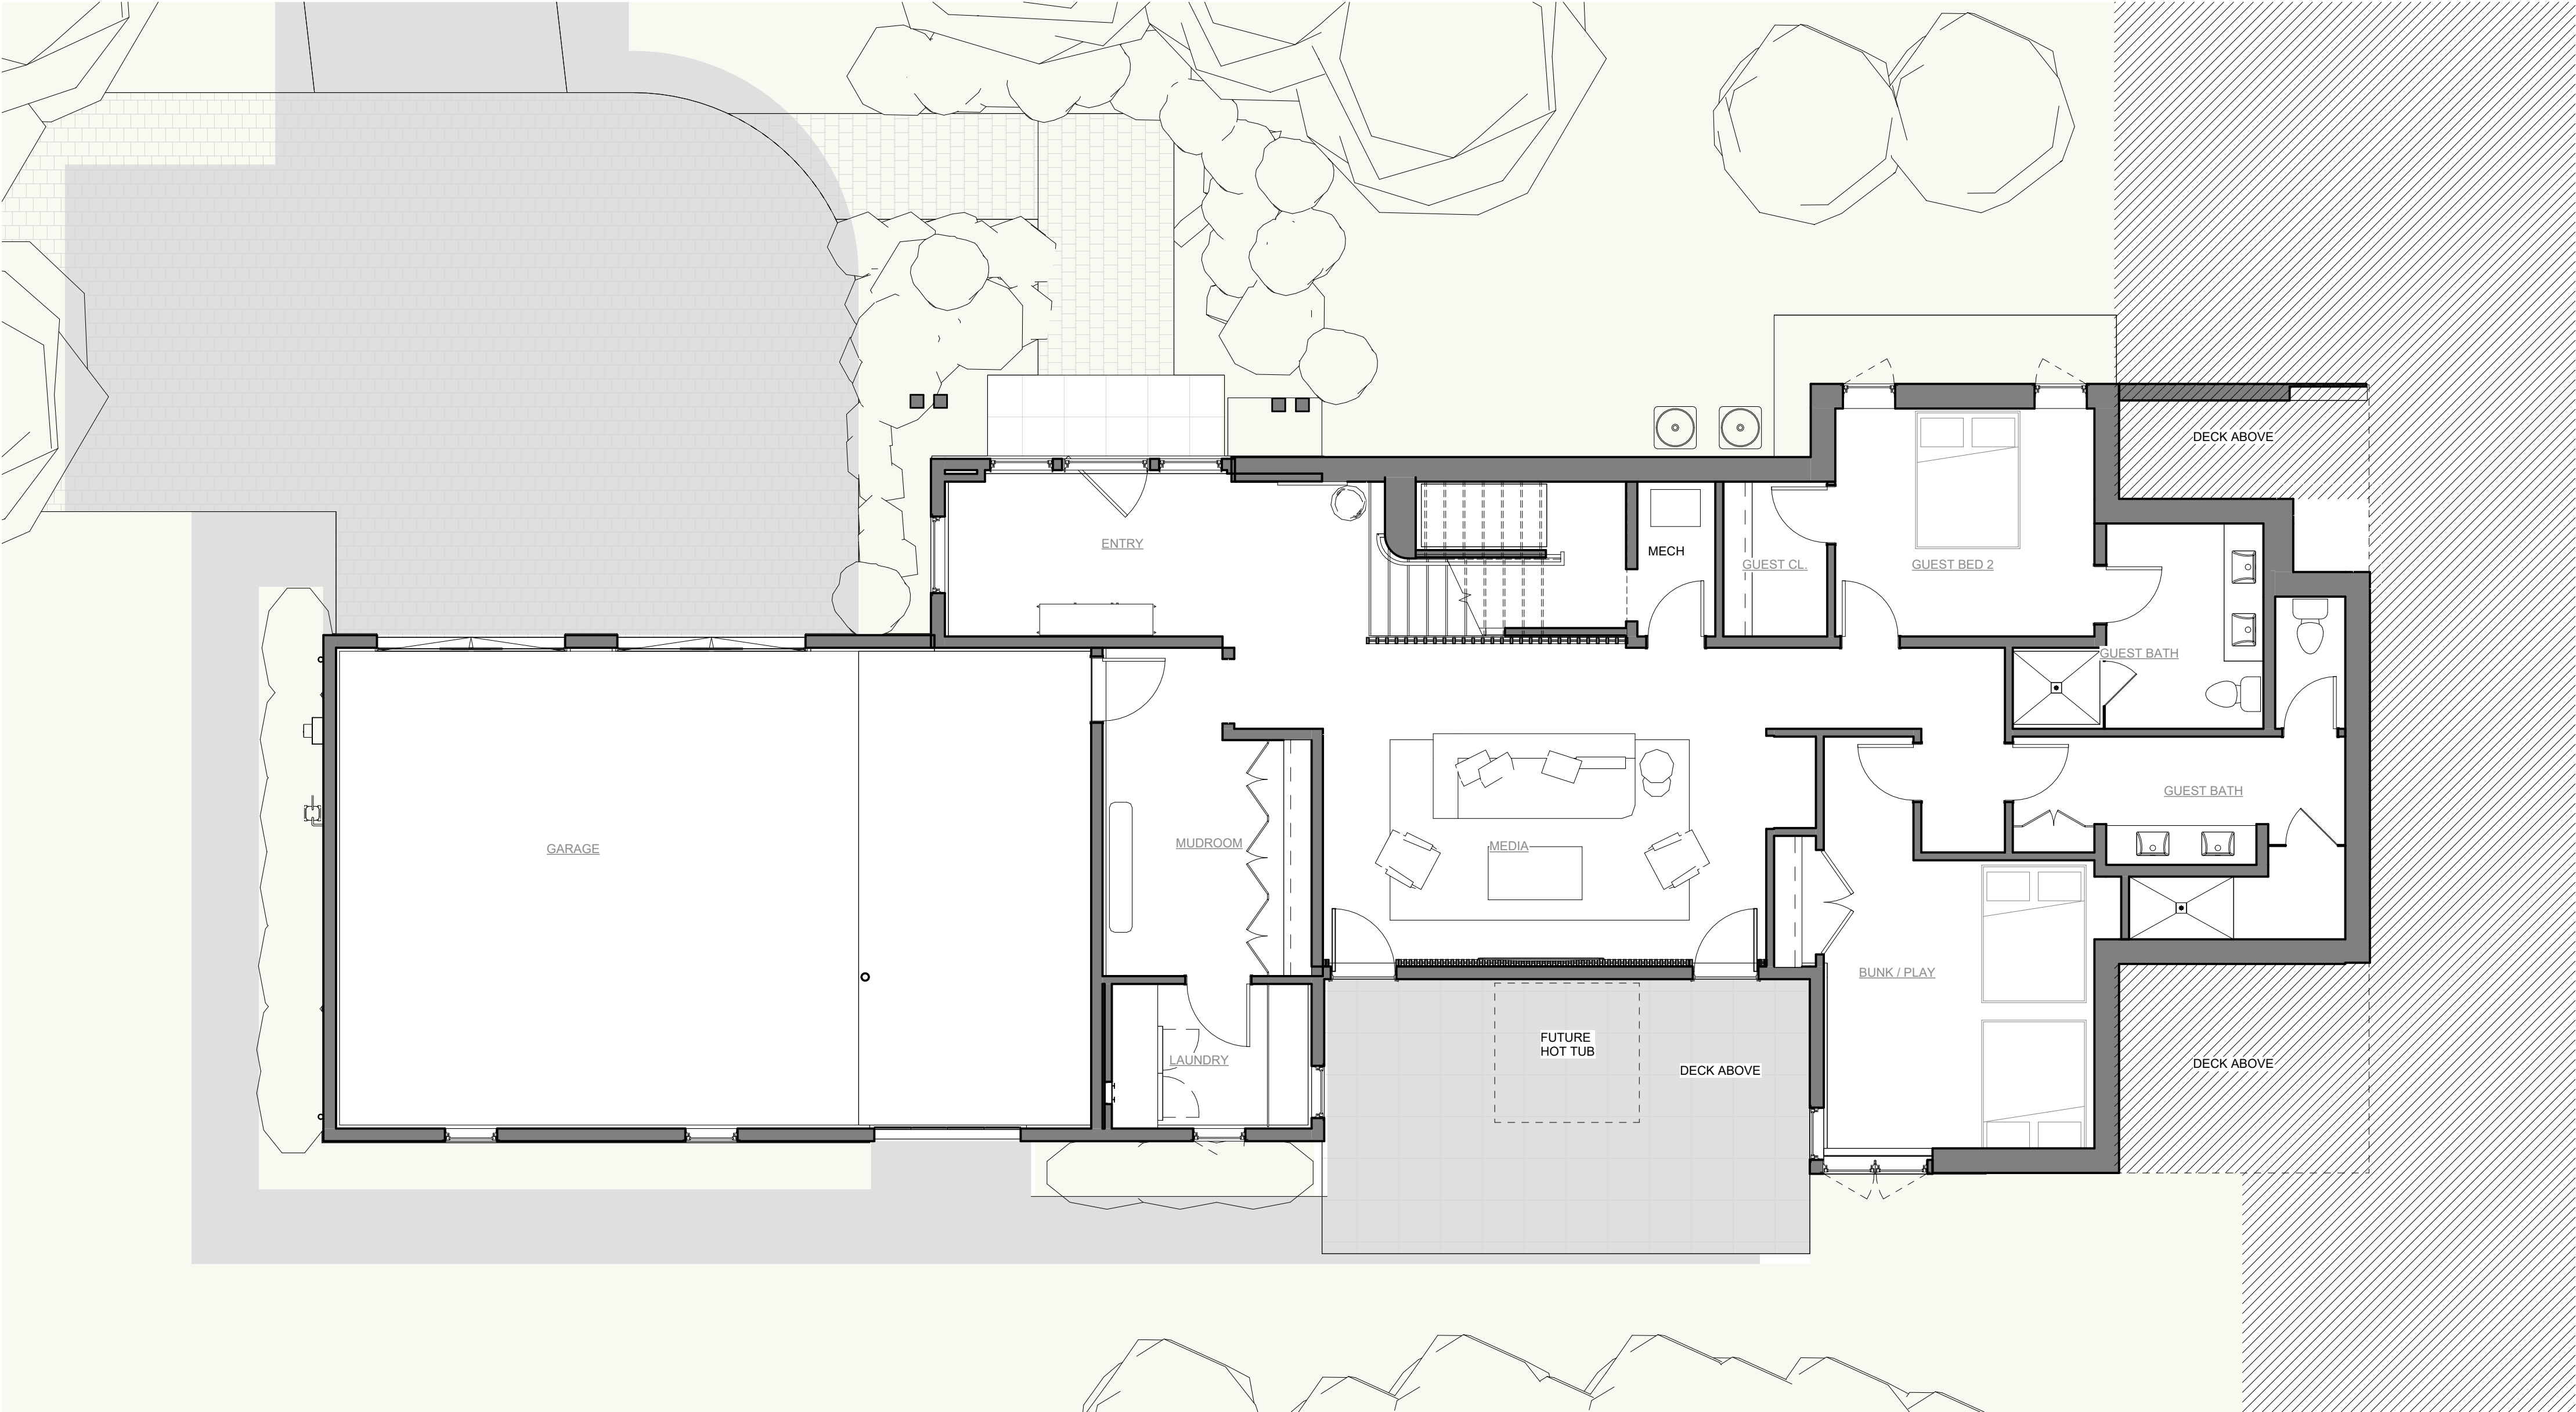 DECK ABOVE
ENTRY
MECH
GUEST CL.
GUEST BED 2
GUEST BATH
GUEST BATH
GARAGE
MUDROOM
MEDIA
BUNK / PLAY
FUTURE
HOT TUB
LAUNDRY
DECK ABOVE
DECK ABOVE